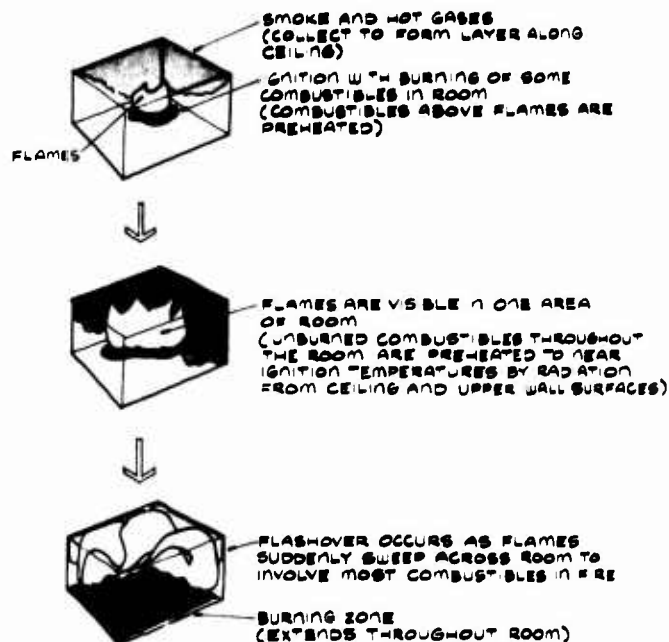 SMOKE AND HOT GASES
(COLLECT TO FORM LAYER ALONG
CEILING)
IGNITION WITH BURNING OF SOME
COMBUSTIBLES IN ROOM
(COMBUSTIBLES ABOVE FLAMES ARE
PREHEATED)
FLAMES
FLAMES ARE VISIBLE IN ONE AREA
OF ROOM
(UNBURNED COMBUSTIBLES THROUGHOUT
THE ROOM ARE PREHEATED TO NEAR
IGNITION TEMPERATURES BY RADIATION
FROM CEILING AND UPPER WALL SURFACES)
FLASHOVER OCCURS AS FLAMES
SUDDENLY SWEEP ACROSS ROOM TO
INVOLVE MOST COMBUSTIBLES IN FIRE
BURNING ZONE
(EXTENDS THROUGHOUT ROOM)